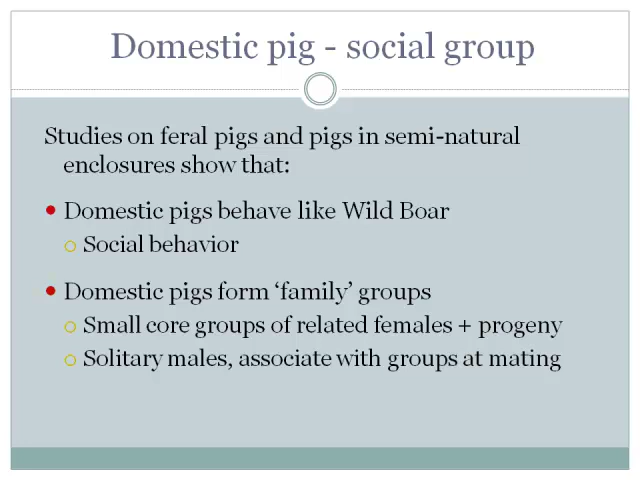 Domestic pig - social group
Studies on feral pigs and pigs in semi-natural
enclosures show that:
Domestic pigs behave like Wild Boar
Social behavior
Domestic pigs form ‘family’ groups
Small core groups of related females + progeny
Solitary males, associate with groups at mating